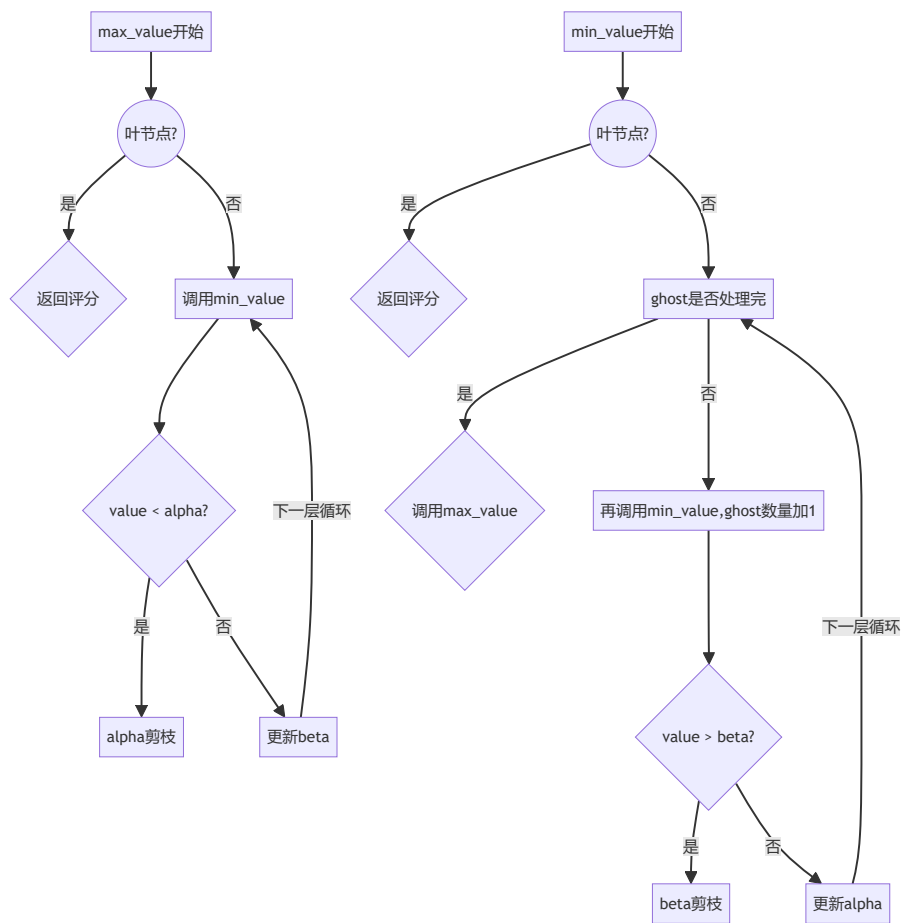 max_value开始
叶节点?
是
否
返回评分
调用min_value
value < alpha?
下一层循环
是
否
alpha剪枝
更新beta
min_value开始
叶节点?
是
否
返回评分
ghost是否处理完
是
否
调用max_value
再调用min_value,ghost数量加1
下一层循环
value > beta?
是
否
beta剪枝
更新alpha